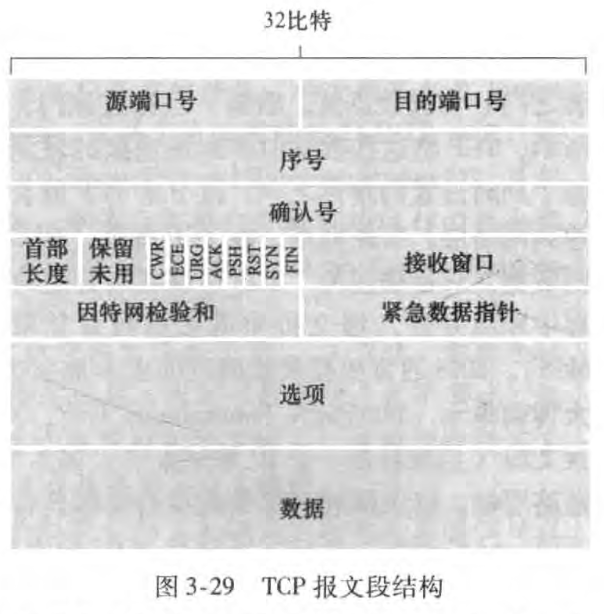 32比特
源端口号
目的端口号
序号
确认号
首部
长度
保留
未用
CWR
ECE
URG
ACK
PSH
RST
SYN
FIN
接收窗口
因特网检验和
紧急数据指针
选项
数据
图 3-29 TCP 报文段结构